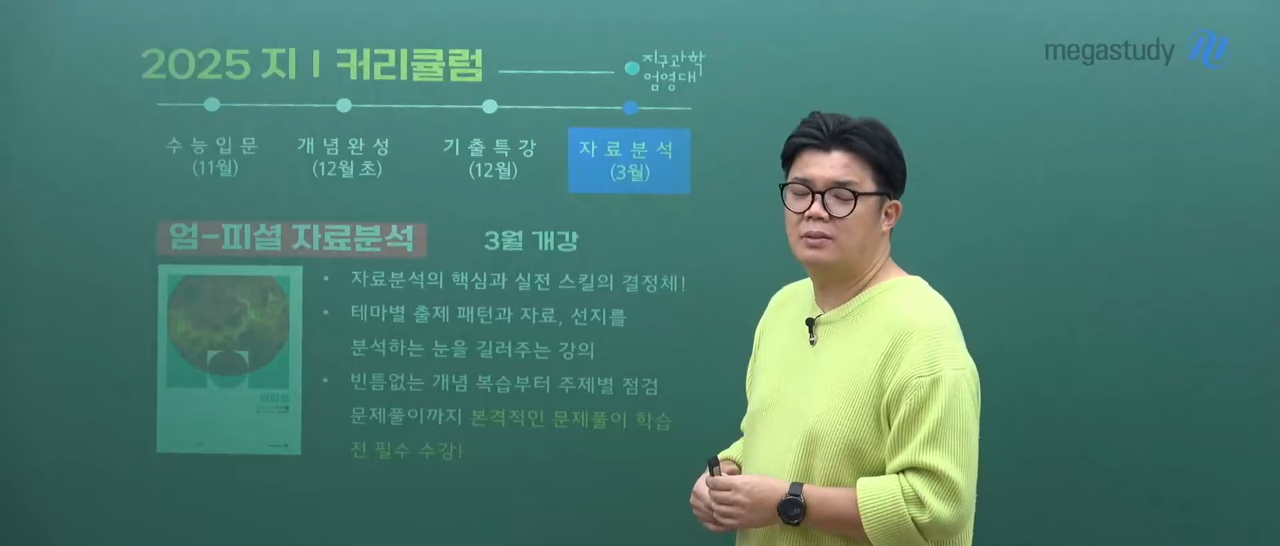 2025 지 I 커리큘럼
지구과학
엄영대
megastudy
수능입문
(11월)
개념완성
(12월 초)
기출특강
(12월)
자료분석
(3월)
엄-피셜 자료분석
3월 개강
• 자료분석의 핵심과 실전 스킬의 결정체!
• 테마별 출제 패턴과 자료, 선지를
분석하는 눈을 길러주는 강의
• 빈틈없는 개념 복습부터 주제별 점검
문제풀이까지 본격적인 문제풀이 학습
전 필수 수강!